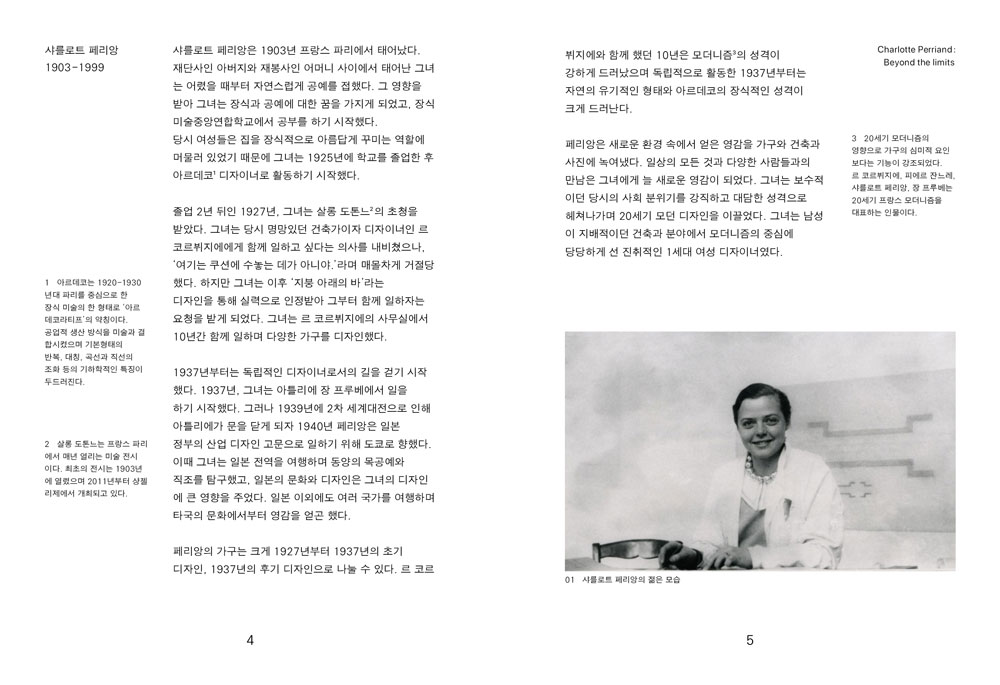 샤를로트 페리앙
1903–1999
샤를로트 페리앙은 1903년 프랑스 파리에서 태어났다.
재단사인 아버지와 재봉사인 어머니 사이에서 태어난 그녀
는 어렸을 때부터 자연스럽게 공예를 접했다. 그 영향을
받아 그녀는 장식과 공예에 대한 꿈을 가지게 되었고, 장식
미술중앙연합학교에서 공부를 하기 시작했다.
당시 여성들은 집을 장식적으로 아름답게 꾸미는 역할에
머물러 있었기 때문에 그녀는 1925년에 학교를 졸업한 후
아르데코¹ 디자이너로 활동하기 시작했다.
졸업 2년 뒤인 1927년, 그녀는 살롱 도톤느²의 초청을
받았다. 그녀는 당시 명망있던 건축가이자 디자이너인 르
코르뷔지에에게 함께 일하고 싶다는 의사를 내비쳤으나,
‘여기는 쿠션에 수놓는 데가 아니야.’라며 매몰차게 거절당
했다. 하지만 그녀는 이후 ‘지붕 아래의 바’라는
디자인을 통해 실력으로 인정받아 그부터 함께 일하자는
요청을 받게 되었다. 그녀는 르 코르뷔지에의 사무실에서
10년간 함께 일하며 다양한 가구를 디자인했다.
1937년부터는 독립적인 디자이너로서의 길을 걷기 시작
했다. 1937년, 그녀는 아틀리에 장 프루베에서 일을
하기 시작했다. 그러나 1939년에 2차 세계대전으로 인해
아틀리에가 문을 닫게 되자 1940년 페리앙은 일본
정부의 산업 디자인 고문으로 일하기 위해 도쿄로 향했다.
이때 그녀는 일본 전역을 여행하며 동양의 목공예와
직조를 탐구했고, 일본의 문화와 디자인은 그녀의 디자인
에 큰 영향을 주었다. 일본 이외에도 여러 국가를 여행하며
타국의 문화에서부터 영감을 얻곤 했다.
페리앙의 가구는 크게 1927년부터 1937년의 초기
디자인, 1937년의 후기 디자인으로 나눌 수 있다. 르 코르
1 아르데코는 1920–1930
년대 파리를 중심으로 한
장식 미술의 한 형태로 ‘아르
데코라티프’의 약칭이다.
공업적 생산 방식을 미술과 결
합시켰으며 기본형태의
반복, 대칭, 곡선과 직선의
조화 등의 기하학적인 특징이
두드러진다.
2 살롱 도톤느는 프랑스 파리
에서 매년 열리는 미술 전시
이다. 최초의 전시는 1903년
에 열렸으며 2011년부터 샹젤
리제에서 개최되고 있다.
4
뷔지에와 함께 했던 10년은 모더니즘³의 성격이
강하게 드러났으며 독립적으로 활동한 1937년부터는
자연의 유기적인 형태와 아르데코의 장식적인 성격이
크게 드러난다.
페리앙은 새로운 환경 속에서 얻은 영감을 가구와 건축과
사진에 녹여냈다. 일상의 모든 것과 다양한 사람들과의
만남은 그녀에게 늘 새로운 영감이 되었다. 그녀는 보수적
이던 당시의 사회 분위기를 강직하고 대담한 성격으로
헤쳐나가며 20세기 모던 디자인을 이끌었다. 그녀는 남성
이 지배적이던 건축과 분야에서 모더니즘의 중심에
당당하게 선 진취적인 1세대 여성 디자이너였다.
Charlotte Perriand:
Beyond the limits
3 20세기 모더니즘의
영향으로 가구의 심미적 요인
보다는 기능이 강조되었다.
르 코르뷔지에, 피에르 쟌느레,
샤를로트 페리앙, 장 프루베는
20세기 프랑스 모더니즘을
대표하는 인물이다.
01 샤를로트 페리앙의 젊은 모습
5